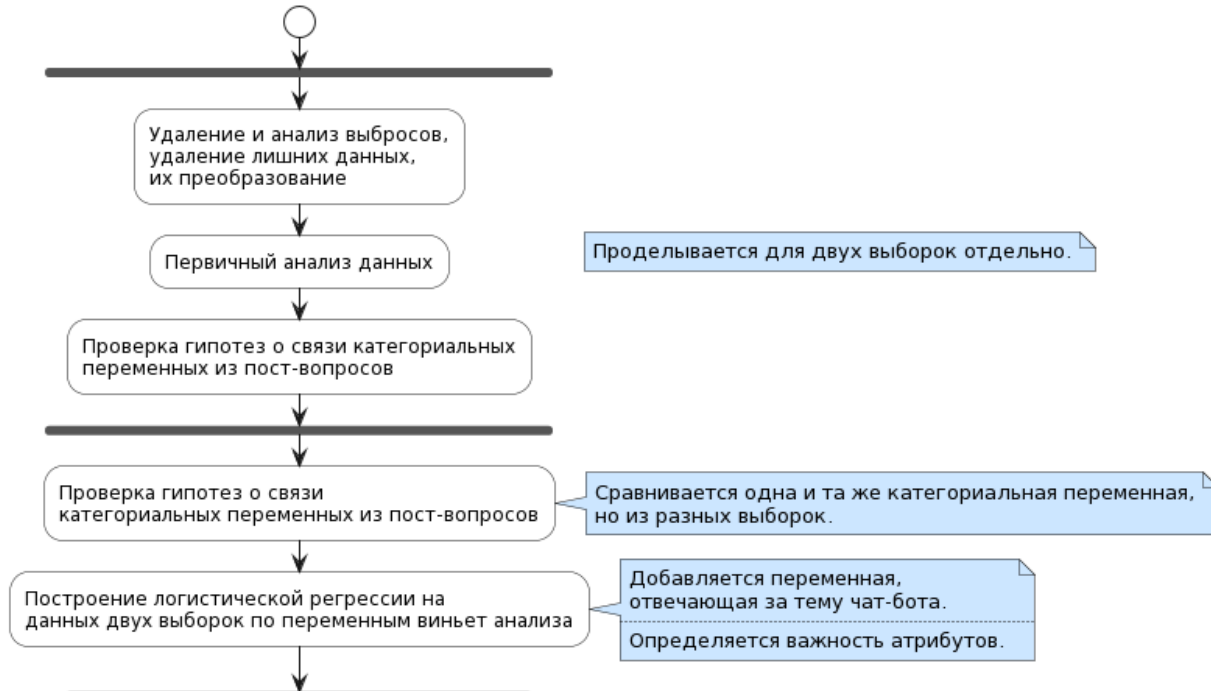 Удаление и анализ выбросов,
удаление лишних данных,
их преобразование
Первичный анализ данных
Проделывается для двух выборок отдельно.
Проверка гипотез о связи категориальных
переменных из пост-вопросов
Проверка гипотез о связи
категориальных переменных из пост-вопросов
Сравнивается одна и та же категориальная переменная,
но из разных выборок.
Построение логистической регрессии на
данных двух выборок по переменным виньет анализа
Добавляется переменная,
отвечающая за тему чат-бота.
Определяется важность атрибутов.